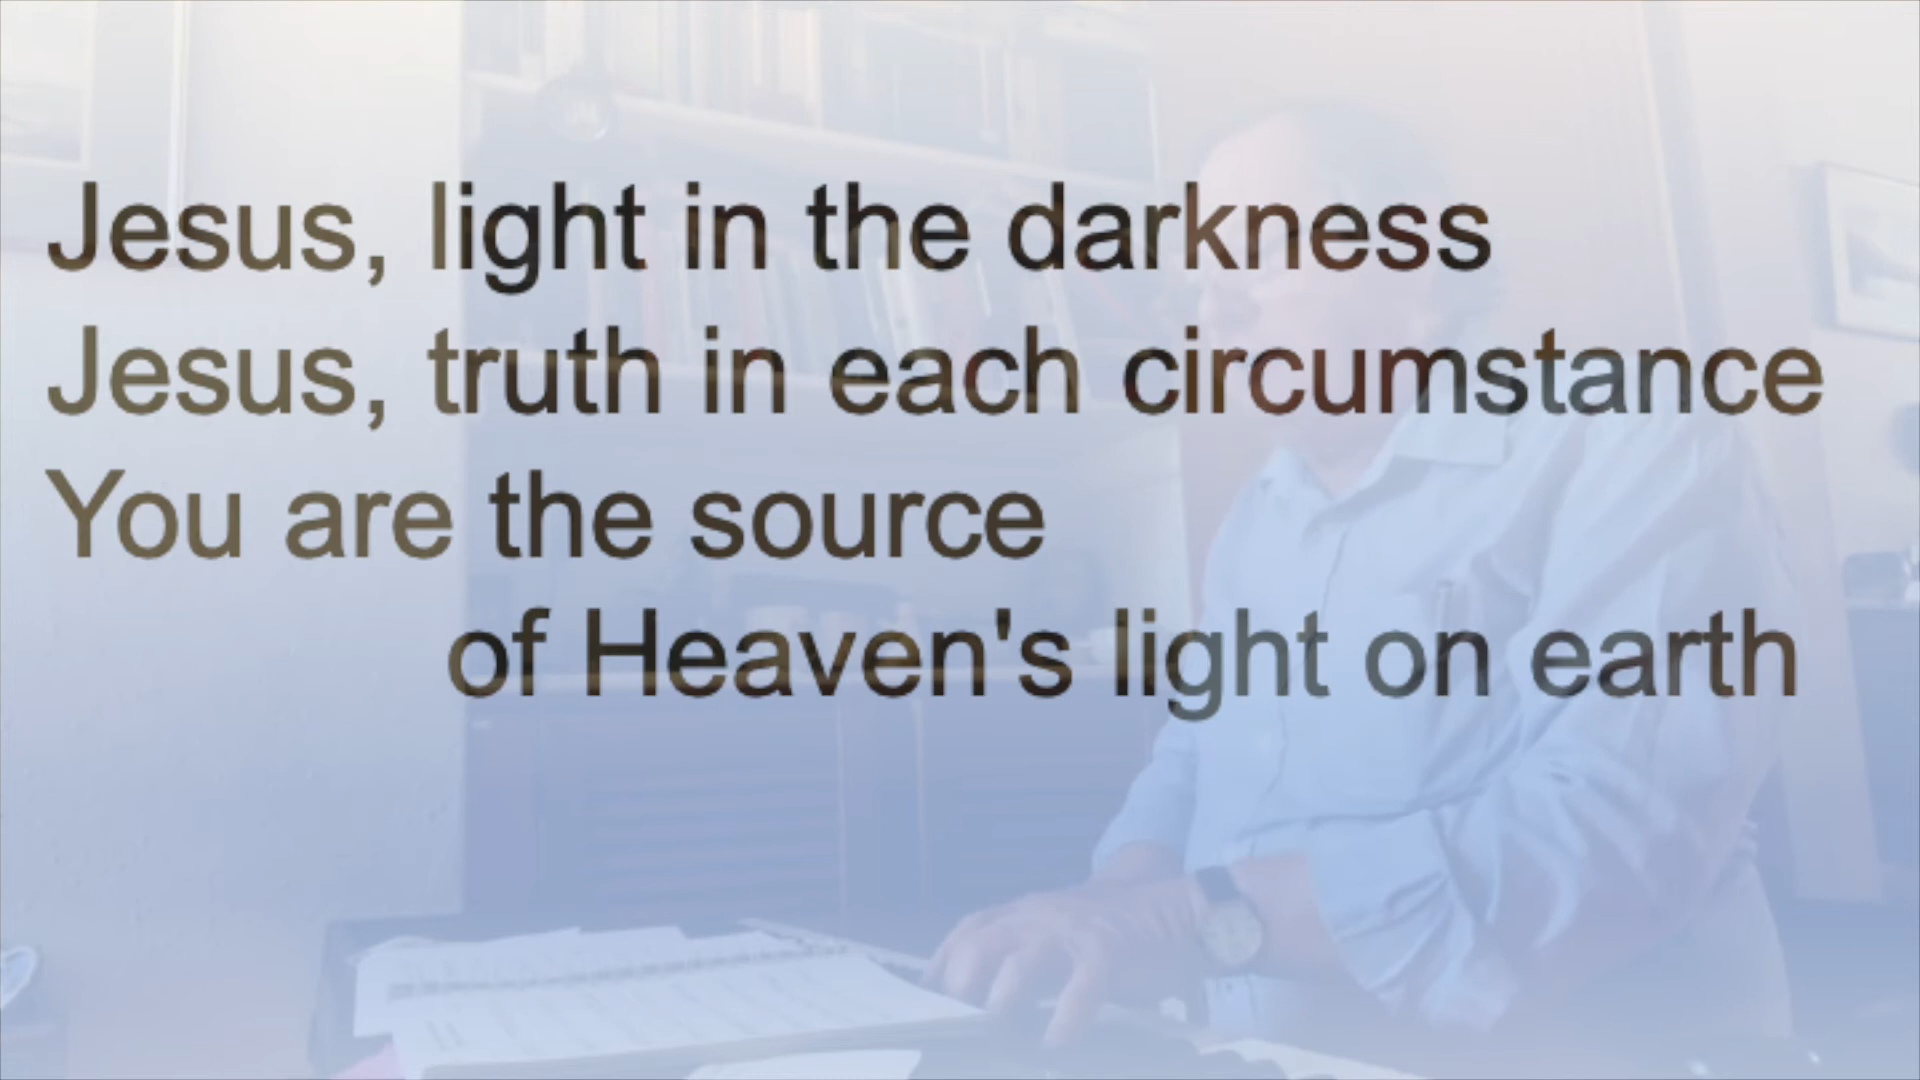 Jesus, light in the darkness
Jesus, truth in each circumstance
You are the source
of Heaven's light on earth